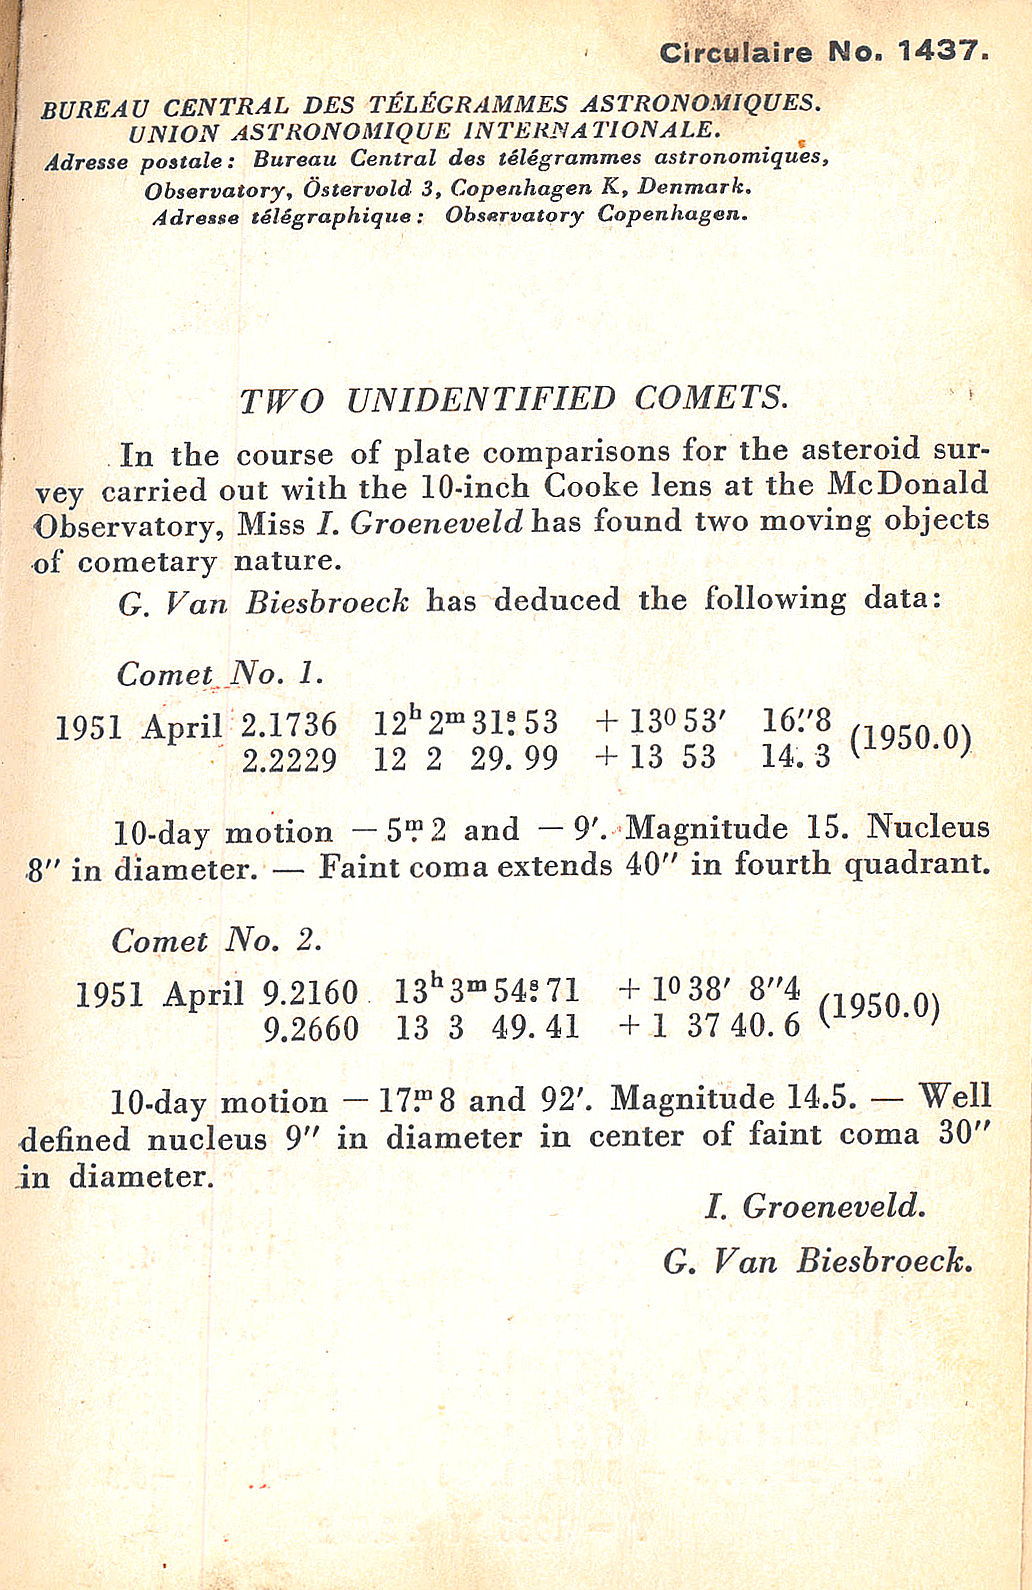 Circulaire No. 1437.
BUREAU CENTRAL DES TÉLÉGRAMMES ASTRONOMIQUES.
UNION ASTRONOMIQUE INTERNATIONALE.
Adresse postale: Bureau Central des télégrammes astronomiques,
Observatory, Östervold 3, Copenhagen K, Denmark.
Adresse télégraphique: Observatory Copenhagen.
TWO UNIDENTIFIED COMETS.
In the course of plate comparisons for the asteroid sur-
vey carried out with the 10-inch Cooke lens at the McDonald
Observatory, Miss I. Groeneveld has found two moving objects
of cometary nature.
G. Van Biesbroeck has deduced the following data:
Comet No. 1.
1951 April 2.1736 12ʰ 2ᵐ 31ˢ.53 + 13° 53′ 16″.8 (1950.0)
2.2229 12 2 29.99 + 13 53 14.3
10-day motion — 5ᵐ.2 and — 9′. Magnitude 15. Nucleus
8″ in diameter. — Faint coma extends 40″ in fourth quadrant.
Comet No. 2.
1951 April 9.2160 13ʰ 3ᵐ 54ˢ.71 + 1° 38′ 8″4 (1950.0)
9.2660 13 3 49.41 + 1 37 40.6
10-day motion — 17ᵐ.8 and 92′. Magnitude 14.5. — Well
defined nucleus 9″ in diameter in center of faint coma 30″
in diameter.
I. Groeneveld.
G. Van Biesbroeck.